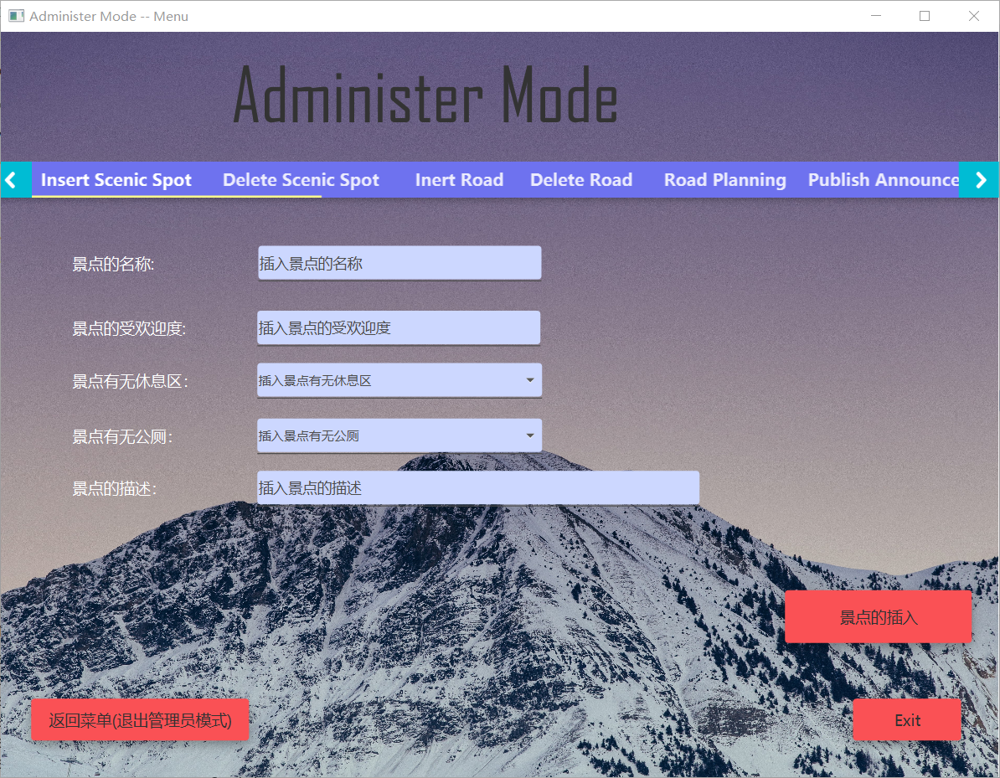 Administer Mode -- Menu
Administer Mode
Insert Scenic Spot Delete Scenic Spot Inert Road Delete Road Road Planning Publish Announce
景点的名称: 插入景点的名称
景点的受欢迎度: 插入景点的受欢迎度
景点有无休息区： 插入景点有无休息区
景点有无公厕： 插入景点有无公厕
景点的描述： 插入景点的描述
景点的插入
返回菜单(退出管理员模式) Exit